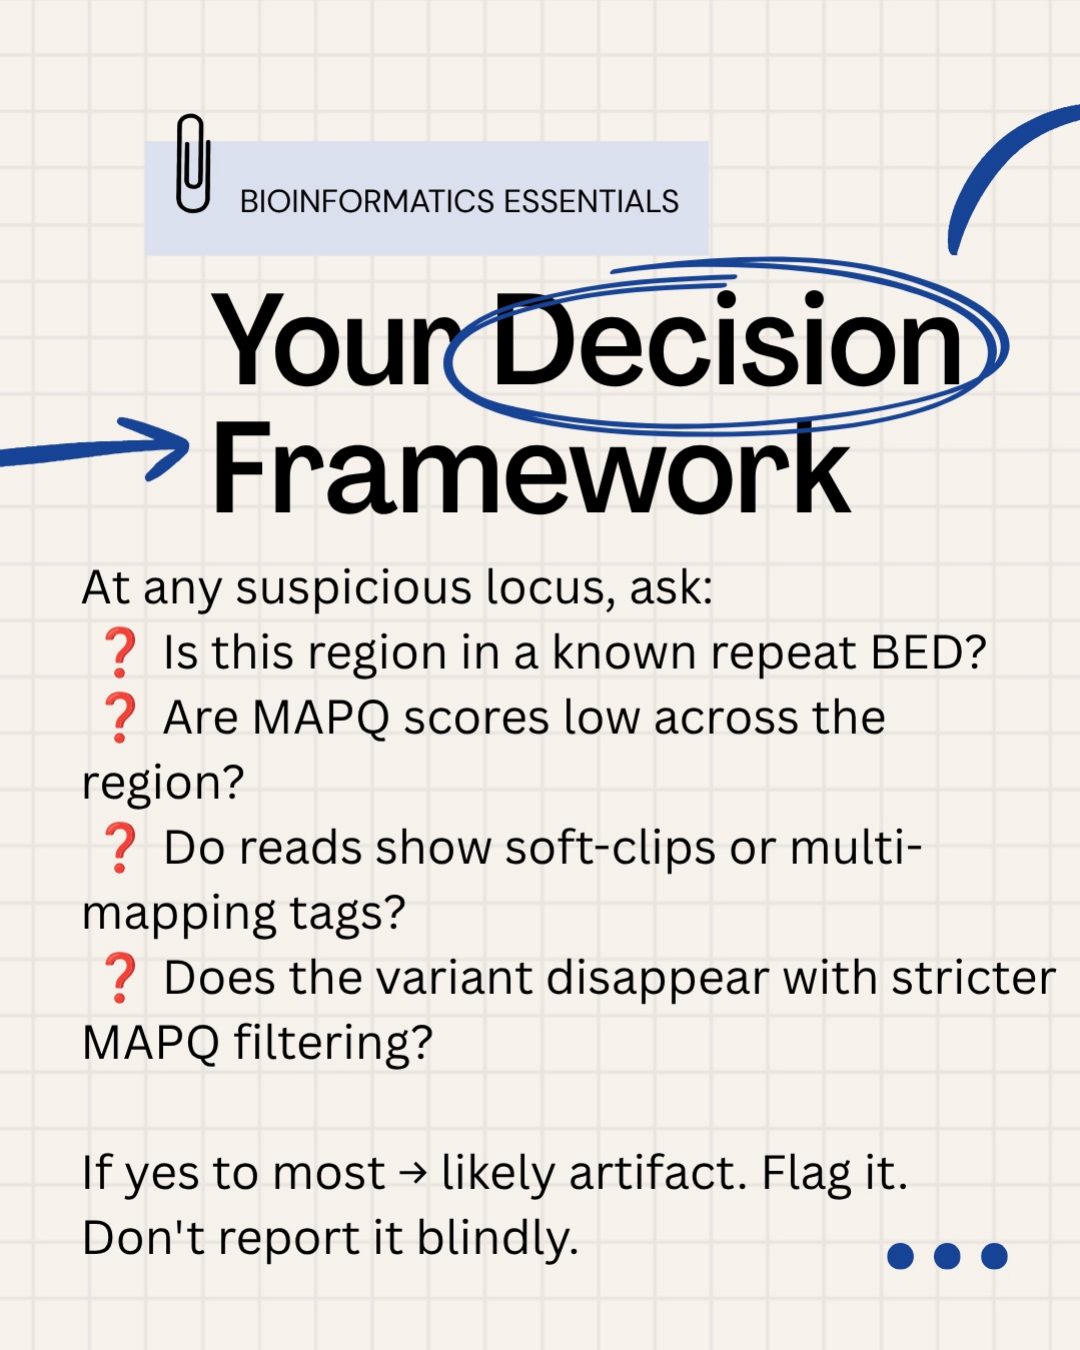 BIOINFORMATICS ESSENTIALS
Your Decision
Framework
At any suspicious locus, ask:
❓ Is this region in a known repeat BED?
❓ Are MAPQ scores low across the
region?
❓ Do reads show soft-clips or multi-
mapping tags?
❓ Does the variant disappear with stricter
MAPQ filtering?
If yes to most → likely artifact. Flag it.
Don't report it blindly.